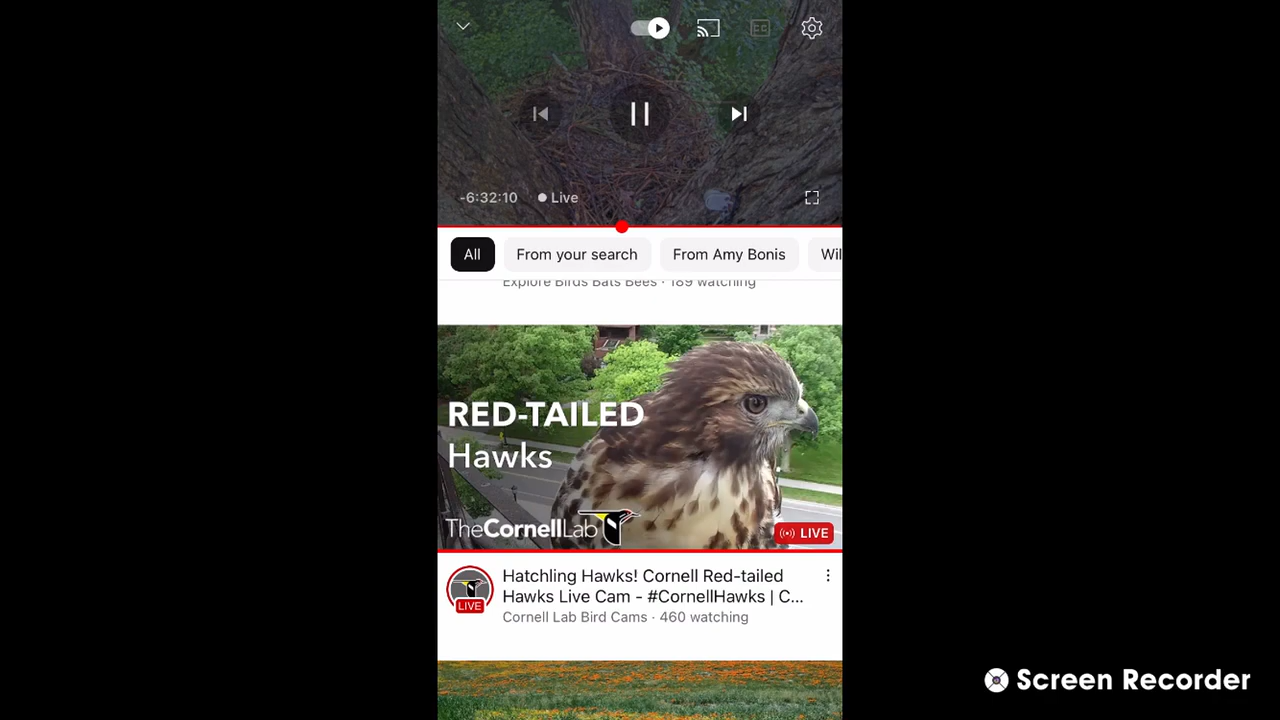 -6:32:10 Live
All From your search From Amy Bonis Wil
Explore Birds Bats Bees · 189 watching
RED-TAILED
Hawks
TheCornellLab
LIVE
LIVE
Hatchling Hawks! Cornell Red-tailed
Hawks Live Cam - #CornellHawks | C...
Cornell Lab Bird Cams · 460 watching
Screen Recorder